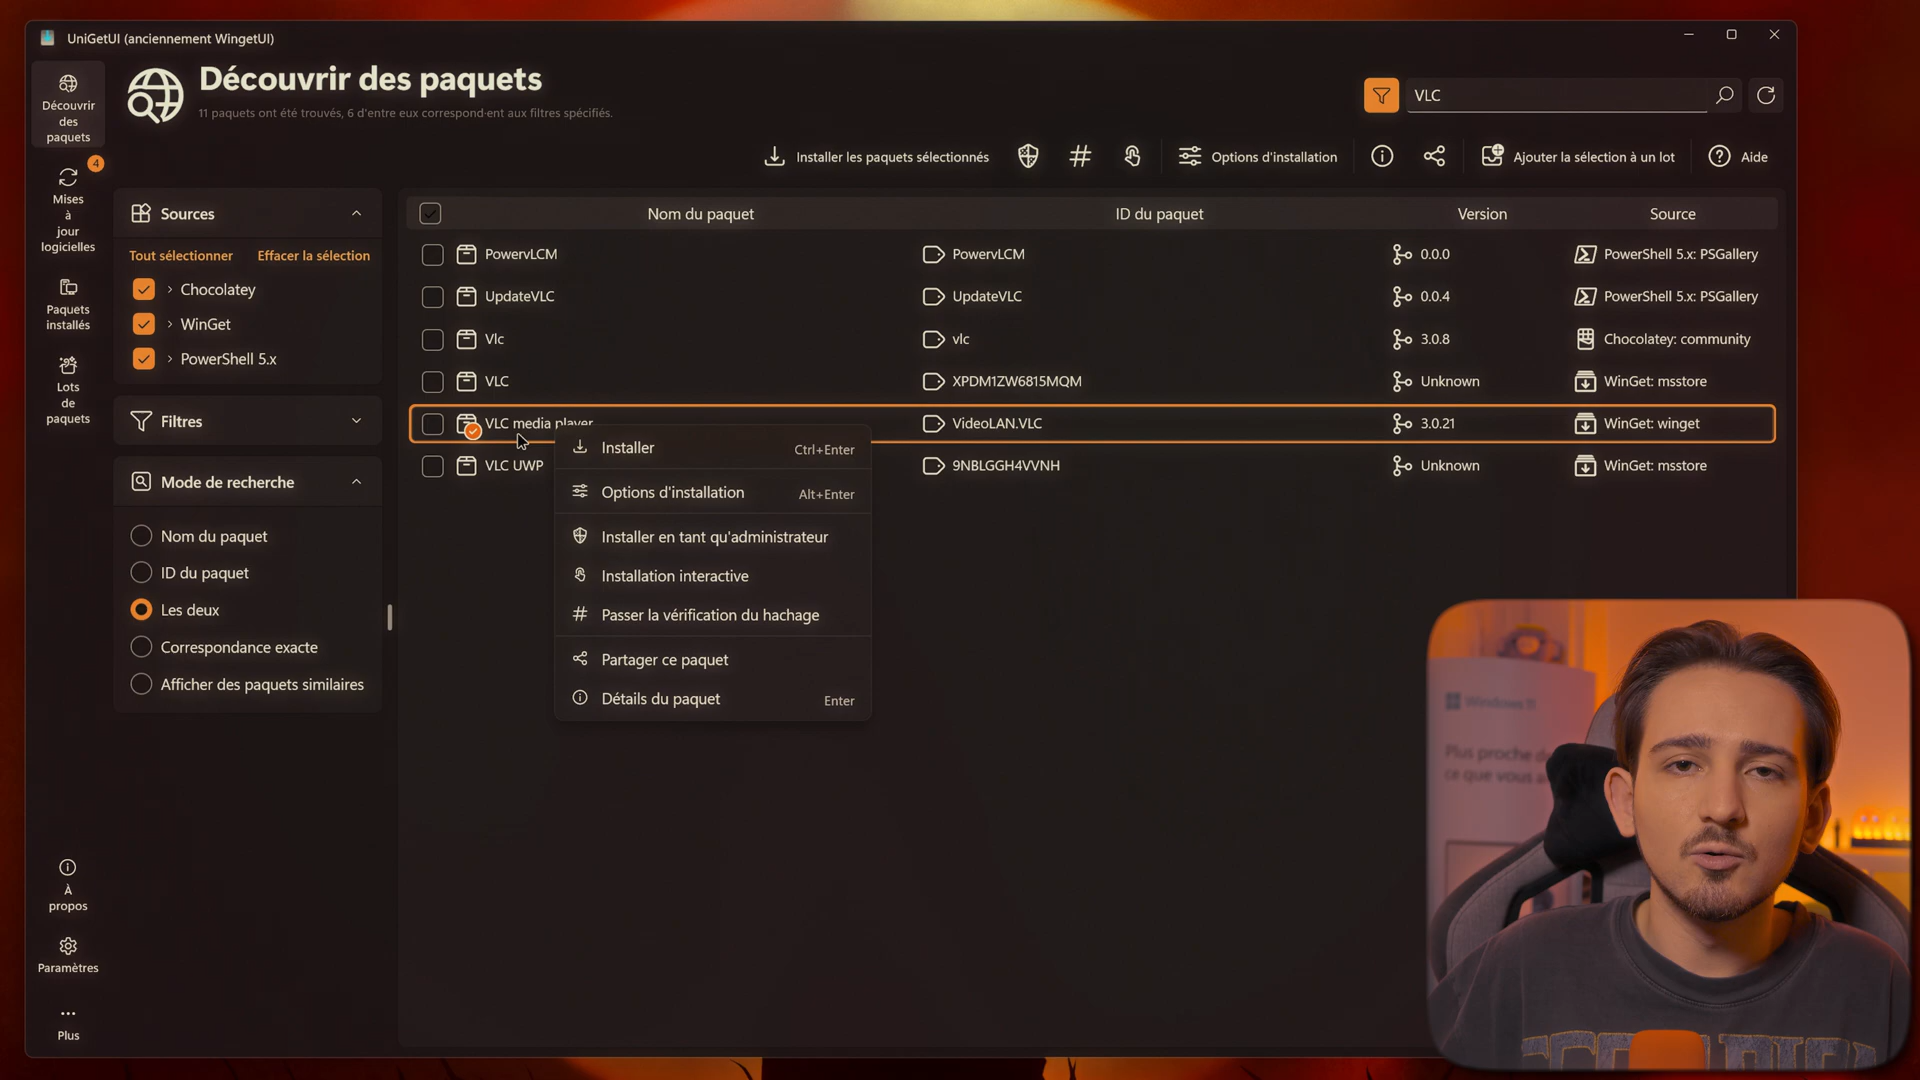 UniGetUI (anciennement WingetUI)
Découvrir des paquets
11 paquets ont été trouvés, 6 d'entre eux correspond·ent aux filtres spécifiés.
VLC
Découvrir
des
paquets
4
Mises
à
jour
logicielles
Paquets
installés
Lots
de
paquets
À
propos
Paramètres
Plus
Installer les paquets sélectionnés
Options d'installation
Ajouter la sélection à un lot
Aide
Sources
Tout sélectionner Effacer la sélection
Chocolatey
WinGet
PowerShell 5.x
Filtres
Mode de recherche
Nom du paquet
ID du paquet
Les deux
Correspondance exacte
Afficher des paquets similaires
Nom du paquet ID du paquet Version Source
PowervLCM PowervLCM 0.0.0 PowerShell 5.x: PSGallery
UpdateVLC UpdateVLC 0.0.4 PowerShell 5.x: PSGallery
Vlc vlc 3.0.8 Chocolatey: community
VLC XPDM1ZW6815MQM Unknown WinGet: msstore
VLC media player VideoLAN.VLC 3.0.21 WinGet: winget
VLC UWP 9NBLGGH4VVNH Unknown WinGet: msstore
Installer Ctrl+Enter
Options d'installation Alt+Enter
Installer en tant qu'administrateur
Installation interactive
Passer la vérification du hachage
Partager ce paquet
Détails du paquet Enter
Windows 11
Plus proche de
ce que vous a